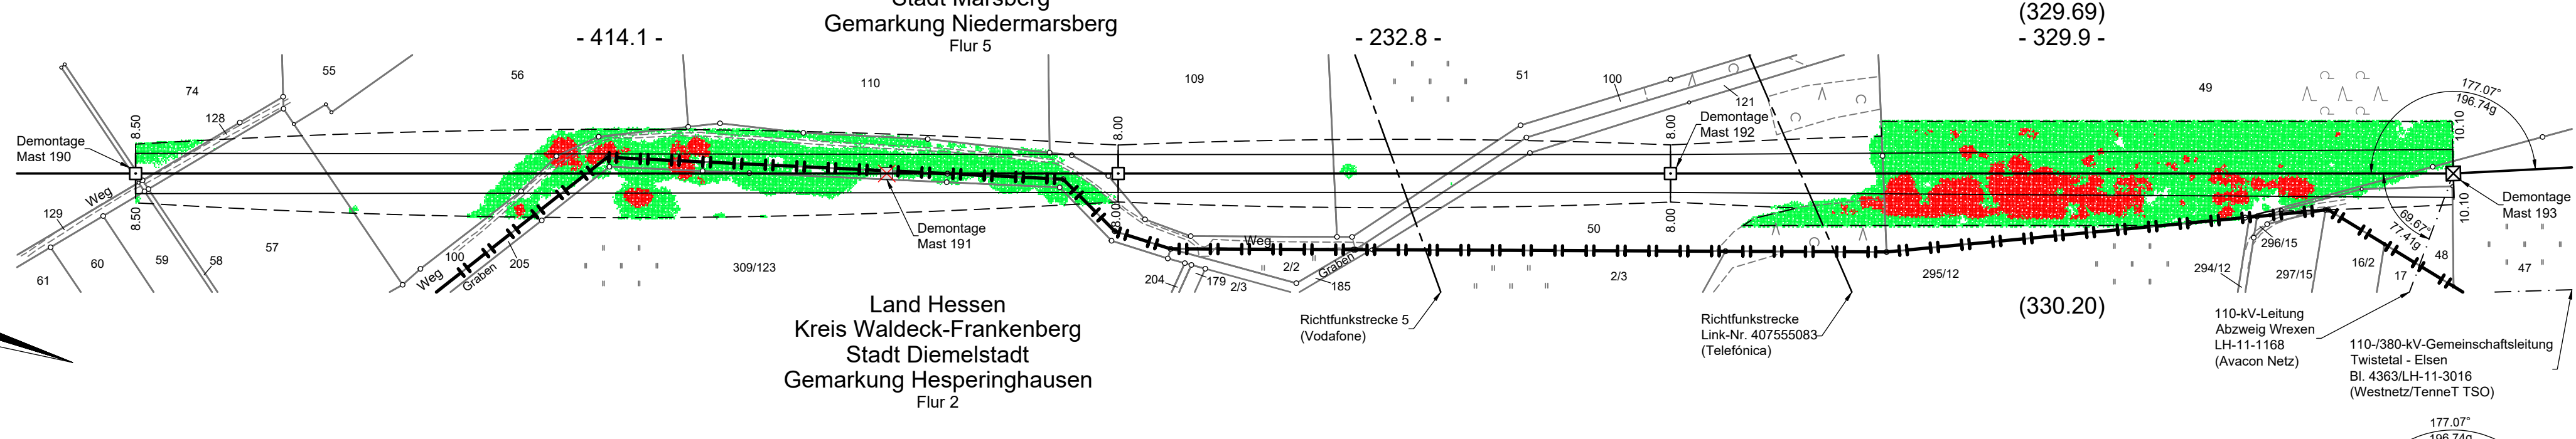 Stadt Marsberg
Gemarkung Niedermarsberg
Flur 5
- 414.1 -
- 232.8 -
(329.69)
- 329.9 -
74
55
56
110
109
51
100
121
49
128
8.50
Demontage
Mast 190
8.00
8.00
Demontage
Mast 192
10.10
177.07°
196.74g
Weg
129
8.50
61
60
59
58
57
100
Weg
Graben
205
309/123
Demontage
Mast 191
8.00
204
179
2/3
Weg
2/2
Graben
185
50
8.00
2/3
295/12
294/12
296/15
297/15
16/2
17
48
47
69.67°
77.41g
10.10
Demontage
Mast 193
Land Hessen
Kreis Waldeck-Frankenberg
Stadt Diemelstadt
Gemarkung Hesperinghausen
Flur 2
Richtfunkstrecke 5
(Vodafone)
Richtfunkstrecke
Link-Nr. 407555083
(Telefónica)
(330.20)
110-kV-Leitung
Abzweig Wrexen
LH-11-1168
(Avacon Netz)
110-/380-kV-Gemeinschaftsleitung
Twistetal - Elsen
Bl. 4363/LH-11-3016
(Westnetz/TenneT TSO)
177.07°
196.74g